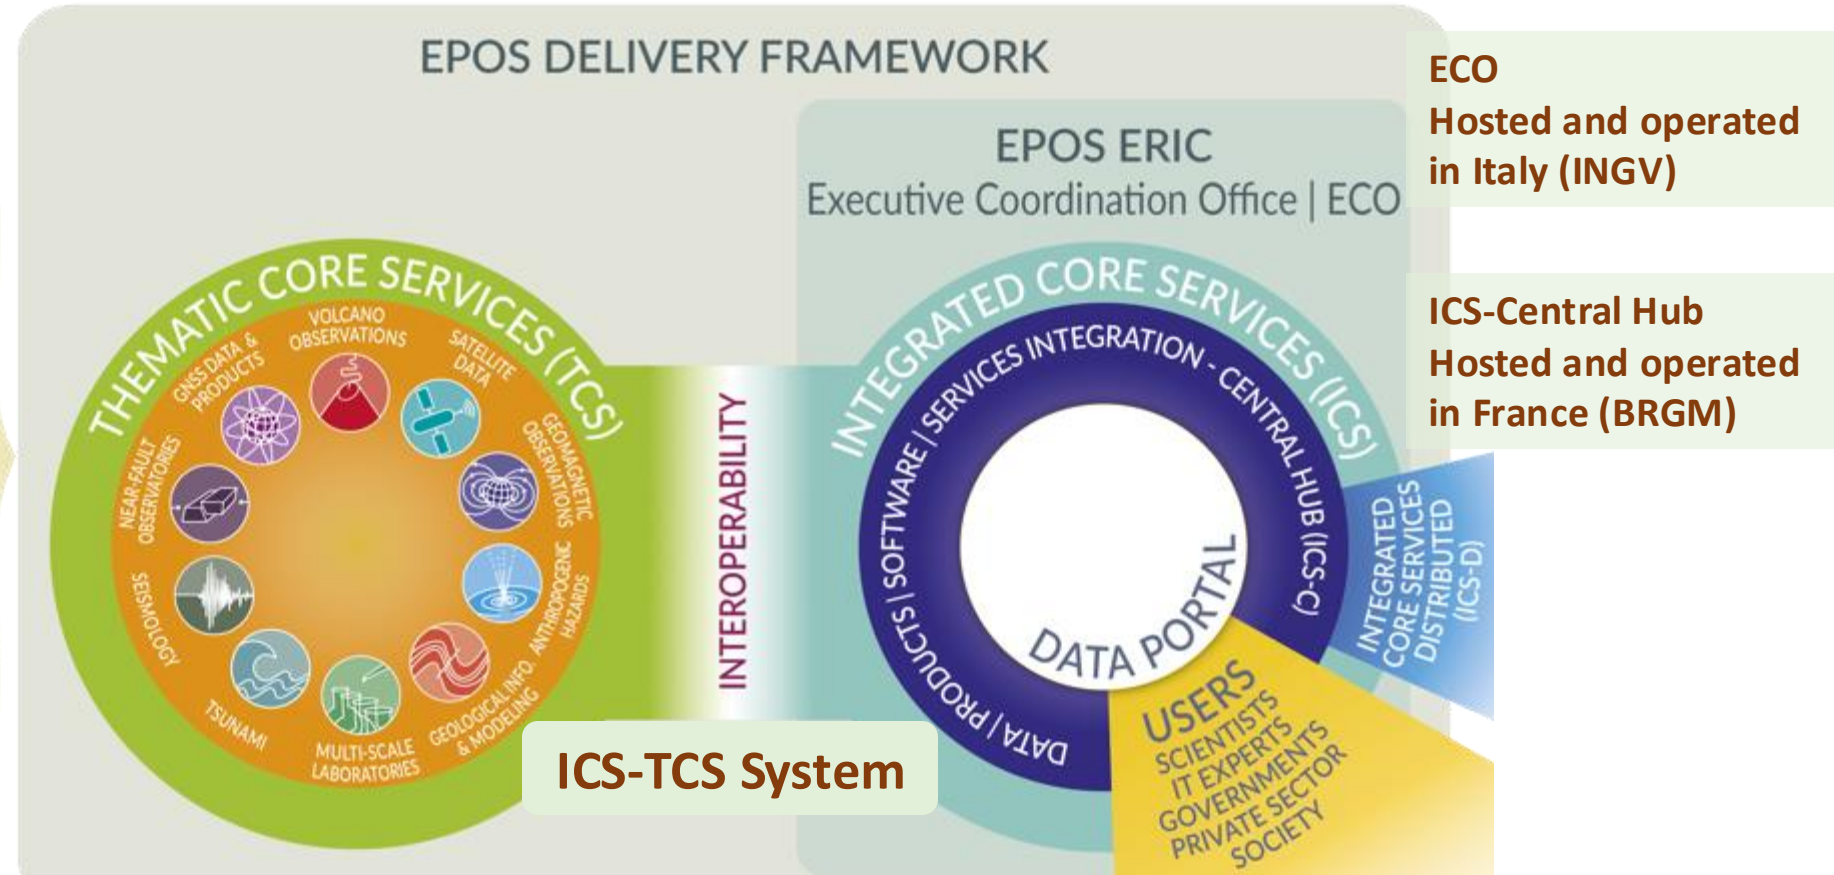 EPOS DELIVERY FRAMEWORK
EPOS ERIC
Executive Coordination Office | ECO
ECO
Hosted and operated
in Italy (INGV)
ICS-Central Hub
Hosted and operated
in France (BRGM)
THEMATIC CORE SERVICES (TCS)
VOLCANO
OBSERVATIONS
SATELLITE
DATA
GEOMAGNETIC
OBSERVATIONS
ANTHROPOGENIC
HAZARDS
GEOLOGICAL INFO.
& MODELING
MULTI-SCALE
LABORATORIES
TSUNAMI
SEISMOLOGY
NEAR-FAULT
OBSERVATORIES
GNSS DATA &
PRODUCTS
INTEROPERABILITY
INTEGRATED CORE SERVICES (ICS)
DATA | PRODUCTS | SOFTWARE | SERVICES INTEGRATION - CENTRAL HUB (ICS-C)
DATA PORTAL
INTEGRATED
CORE SERVICES
DISTRIBUTED
(ICS-D)
USERS
SCIENTISTS
IT EXPERTS
GOVERNMENTS
PRIVATE SECTOR
SOCIETY
ICS-TCS System